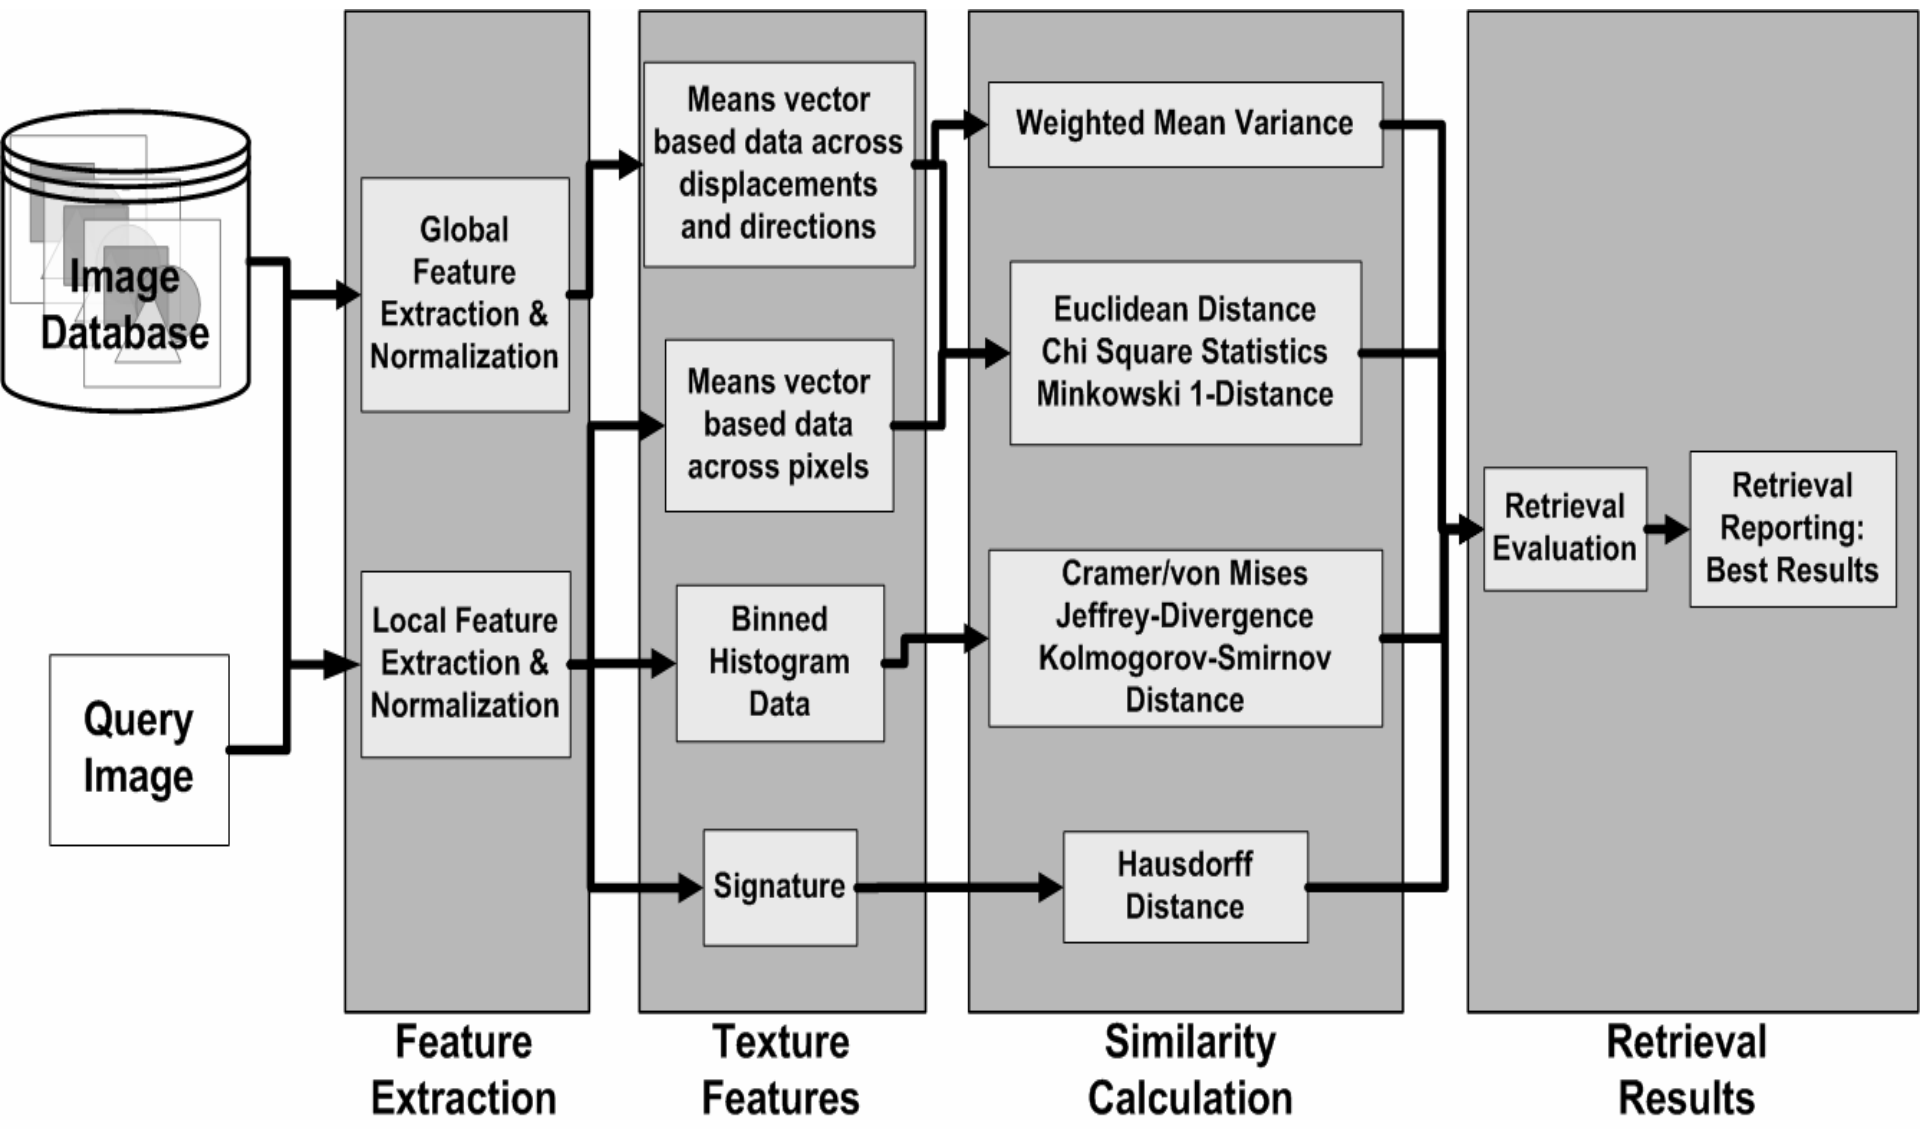 Image
Database
Query
Image
Global
Feature
Extraction &
Normalization
Local Feature
Extraction &
Normalization
Feature
Extraction
Means vector
based data across
displacements
and directions
Means vector
based data
across pixels
Binned
Histogram
Data
Signature
Texture
Features
Weighted Mean Variance
Euclidean Distance
Chi Square Statistics
Minkowski 1-Distance
Cramer/von Mises
Jeffrey-Divergence
Kolmogorov-Smirnov
Distance
Hausdorff
Distance
Similarity
Calculation
Retrieval
Evaluation
Retrieval
Reporting:
Best Results
Retrieval
Results